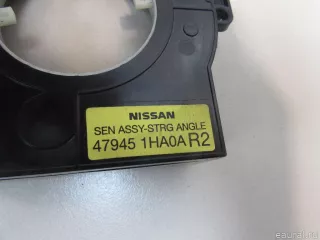 NISSAN
SEN ASSY-STRG ANGLE
47945 1HA0A R2